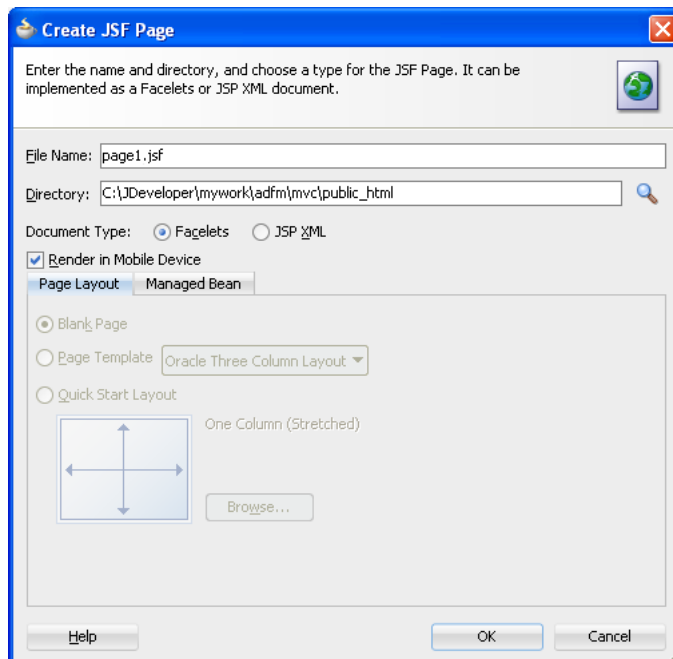 Create JSF Page
Enter the name and directory, and choose a type for the JSF Page. It can be
implemented as a Facelets or JSP XML document.
File Name: page1.jsf
Directory: C:\JDeveloper\mywork\adfm\mvc\public_html
Document Type: Facelets JSP XML
Render in Mobile Device
Page Layout Managed Bean
Blank Page
Page Template Oracle Three Column Layout
Quick Start Layout
One Column (Stretched)
Browse...
Help OK Cancel